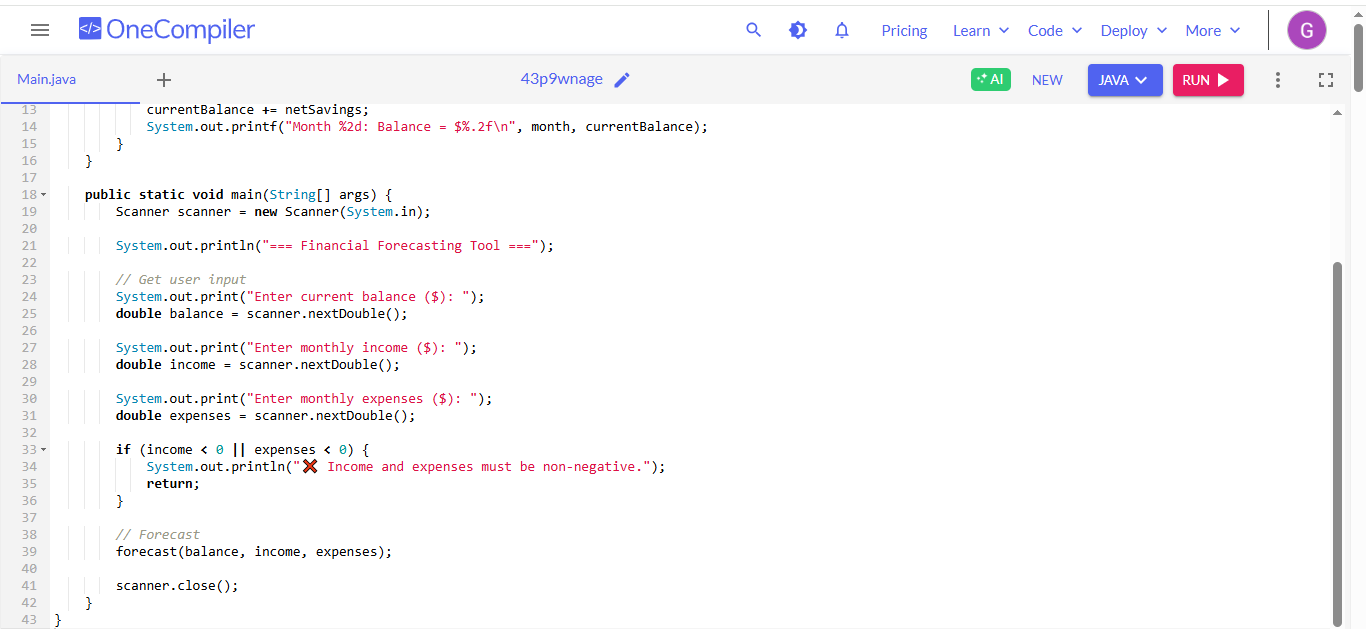 </> OneCompiler Pricing Learn Code Deploy More G
Main.java + 43p9wnage AI NEW JAVA RUN
13 currentBalance += netSavings;
14 System.out.printf("Month %2d: Balance = $%.2f\n", month, currentBalance);
15 }
16 }
17
18 public static void main(String[] args) {
19 Scanner scanner = new Scanner(System.in);
20
21 System.out.println("=== Financial Forecasting Tool ===");
22
23 // Get user input
24 System.out.print("Enter current balance ($): ");
25 double balance = scanner.nextDouble();
26
27 System.out.print("Enter monthly income ($): ");
28 double income = scanner.nextDouble();
29
30 System.out.print("Enter monthly expenses ($): ");
31 double expenses = scanner.nextDouble();
32
33 if (income < 0 || expenses < 0) {
34 System.out.println("❌ Income and expenses must be non-negative.");
35 return;
36 }
37
38 // Forecast
39 forecast(balance, income, expenses);
40
41 scanner.close();
42 }
43 }